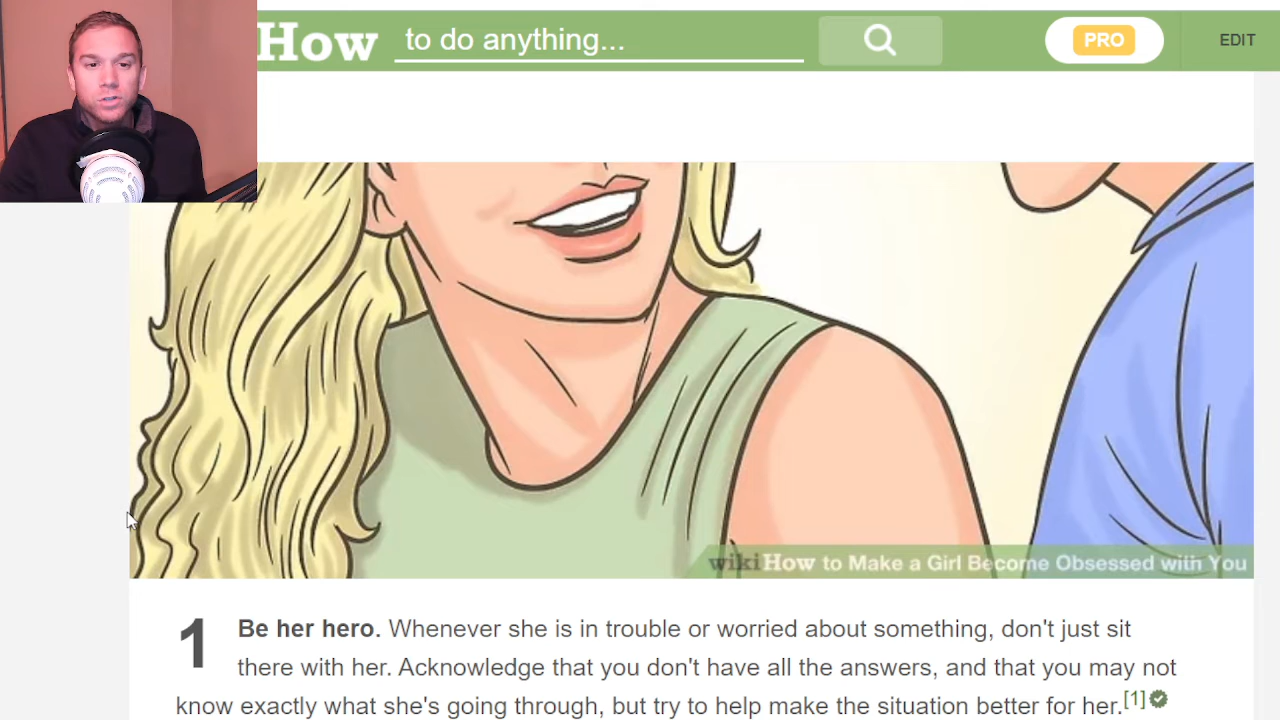 How to do anything... PRO EDIT
wikiHow to Make a Girl Become Obsessed with You
1 Be her hero. Whenever she is in trouble or worried about something, don't just sit
there with her. Acknowledge that you don't have all the answers, and that you may not
know exactly what she's going through, but try to help make the situation better for her.[1]